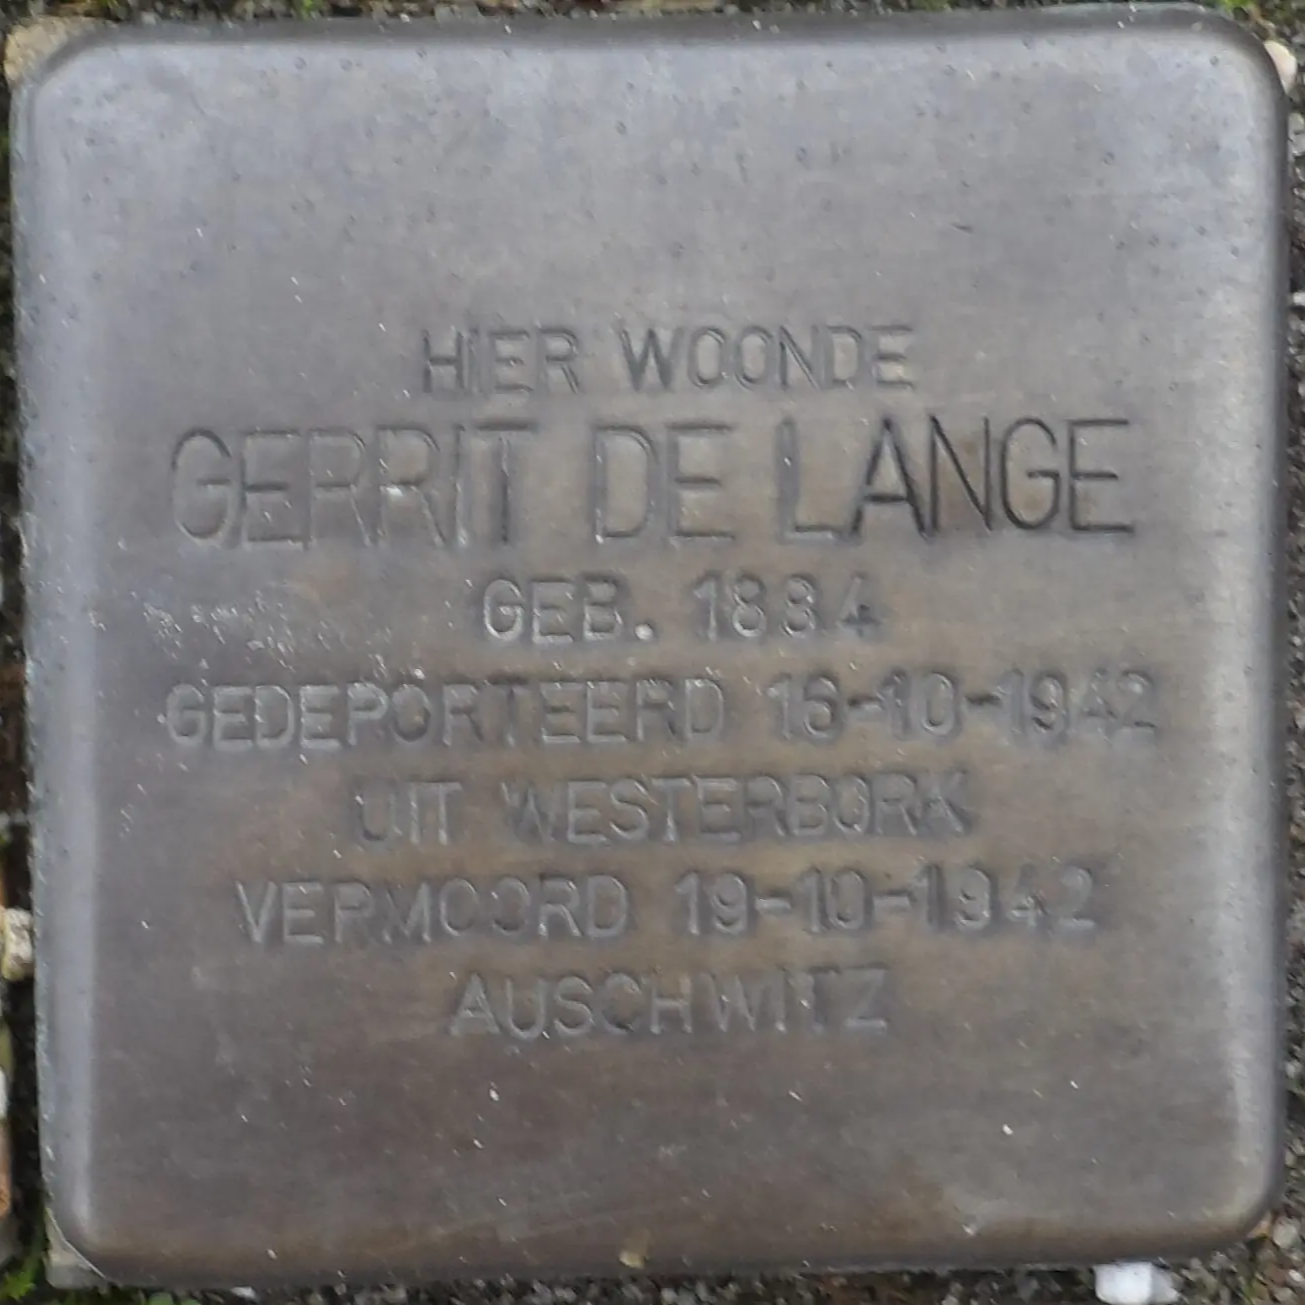 HIER WOONDE
GERRIT DE LANGE
GEB. 1884
GEDEPORTEERD 16-10-1942
UIT WESTERBORK
VERMOORD 19-10-1942
AUSCHWITZ